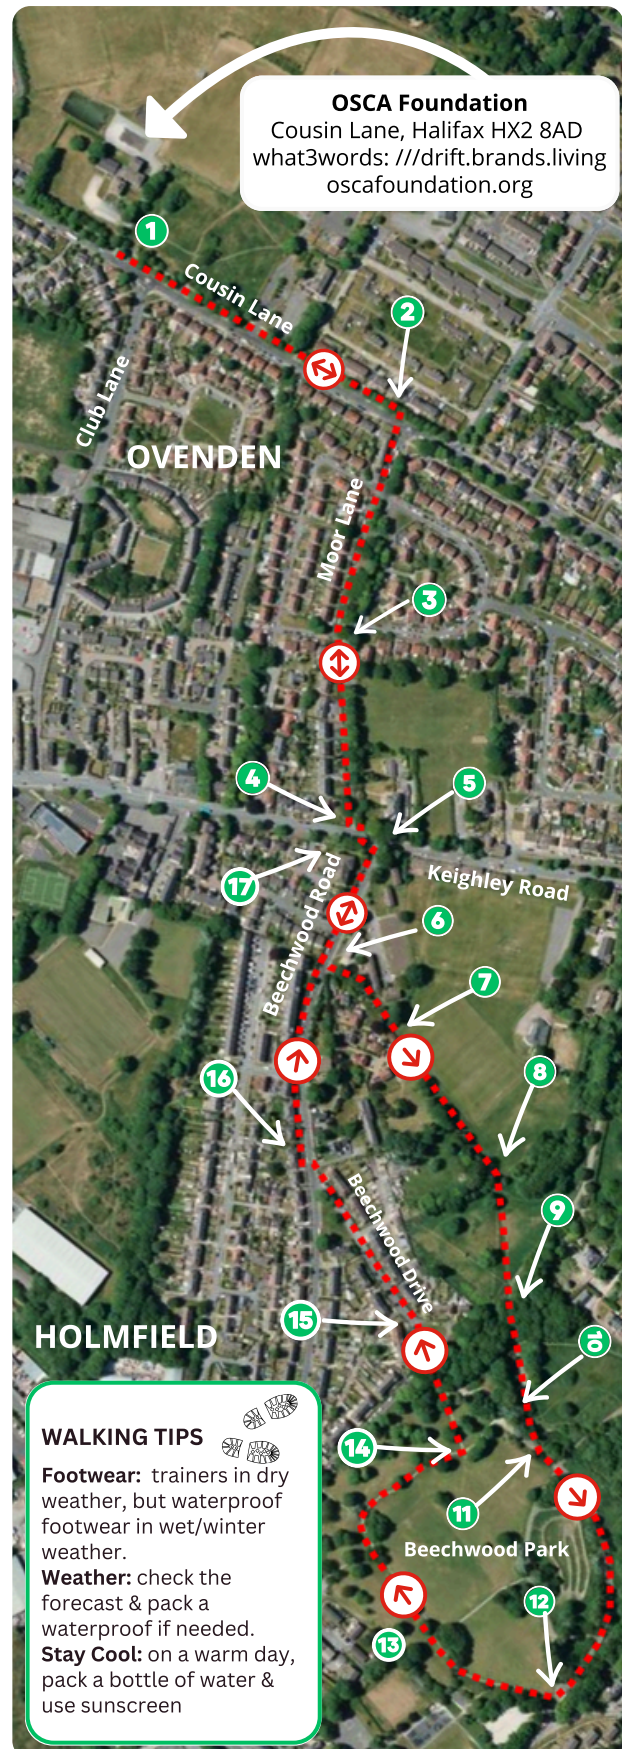 OSCA Foundation
Cousin Lane, Halifax HX2 8AD
what3words: ///drift.brands.living
oscafoundation.org
1
Cousin Lane
2
Club Lane
OVENDEN
Moor Lane
3
4
5
17
Keighley Road
Beechwood Road
6
7
16
8
Beechwood Drive
9
15
HOLMFIELD
10
14
11
Beechwood Park
12
13
WALKING TIPS
Footwear: trainers in dry
weather, but waterproof
footwear in wet/winter
weather.
Weather: check the
forecast & pack a
waterproof if needed.
Stay Cool: on a warm day,
pack a bottle of water &
use sunscreen